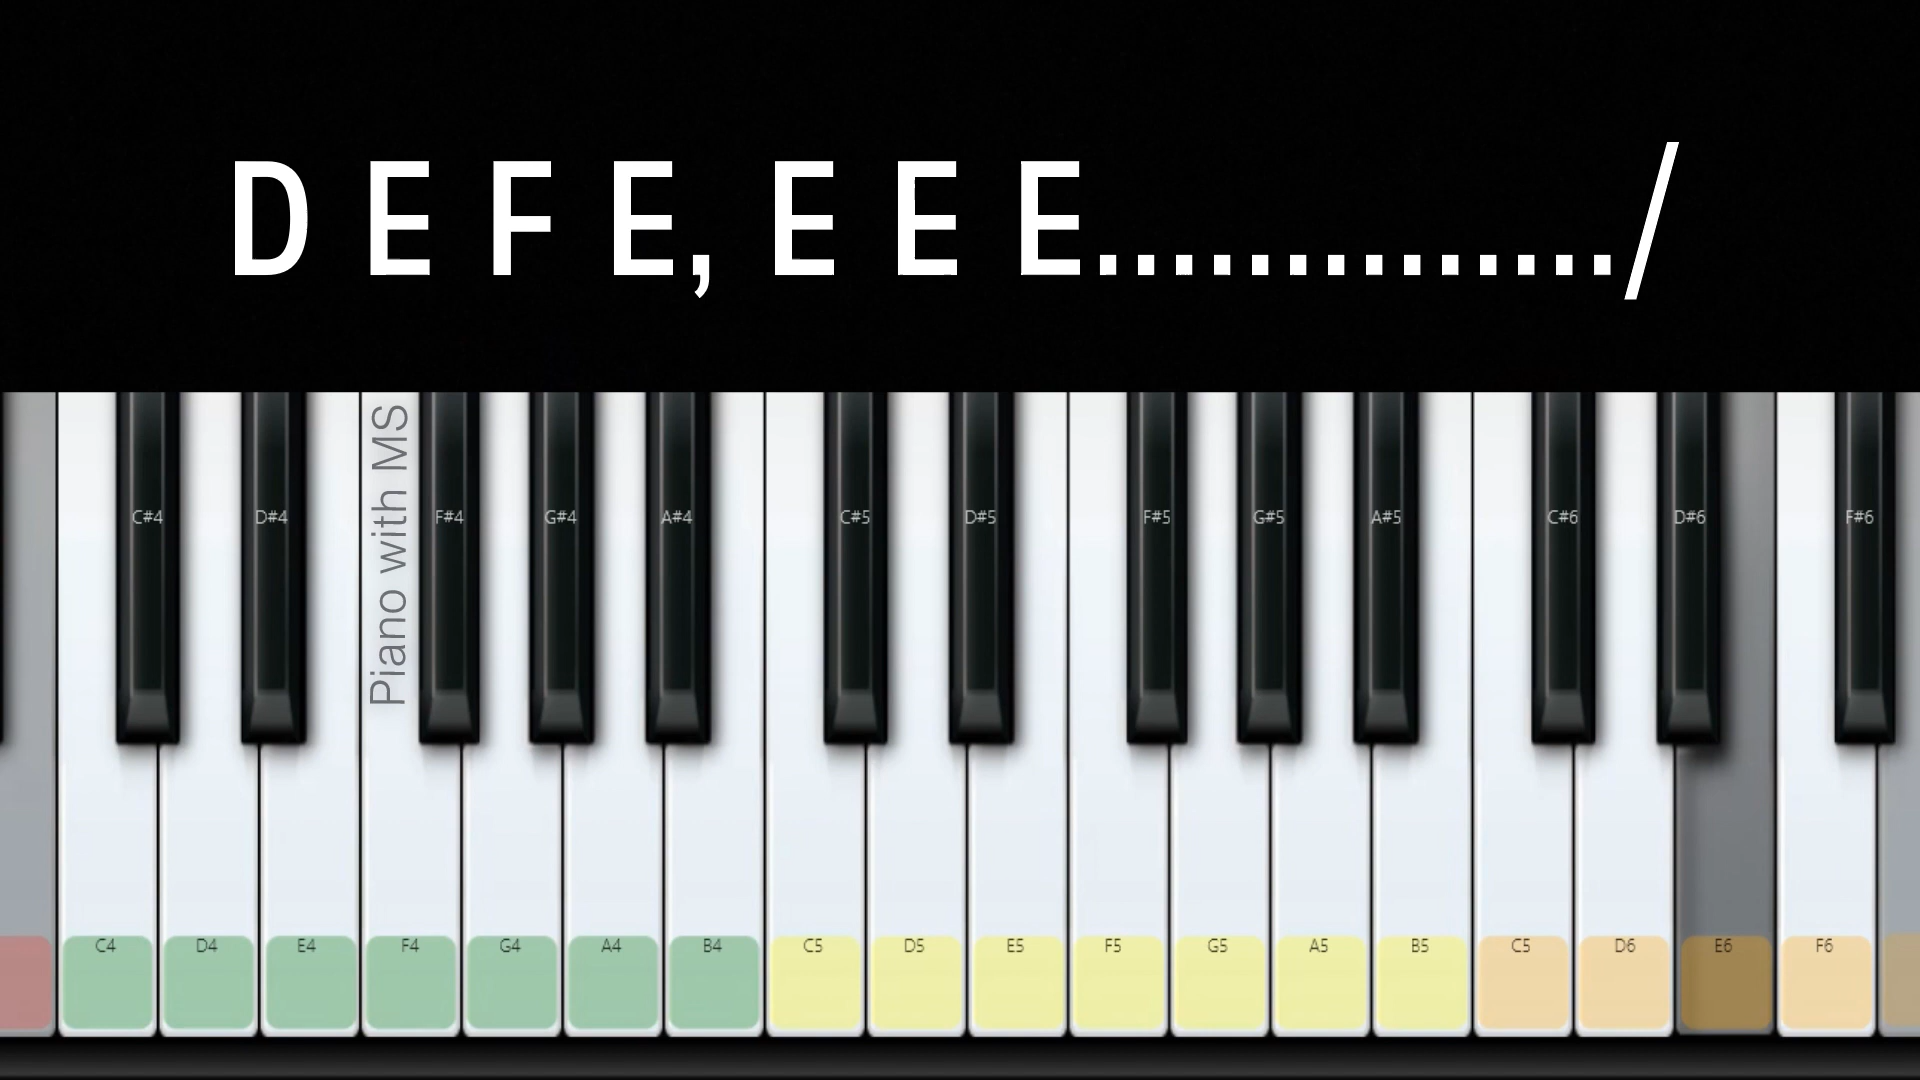 D E F E, E E E............../
Piano with MS
C#4 D#4 F#4 G#4 A#4 C#5 D#5 F#5 G#5 A#5 C#6 D#6 F#6
C4 D4 E4 F4 G4 A4 B4 C5 D5 E5 F5 G5 A5 B5 C5 D6 E6 F6